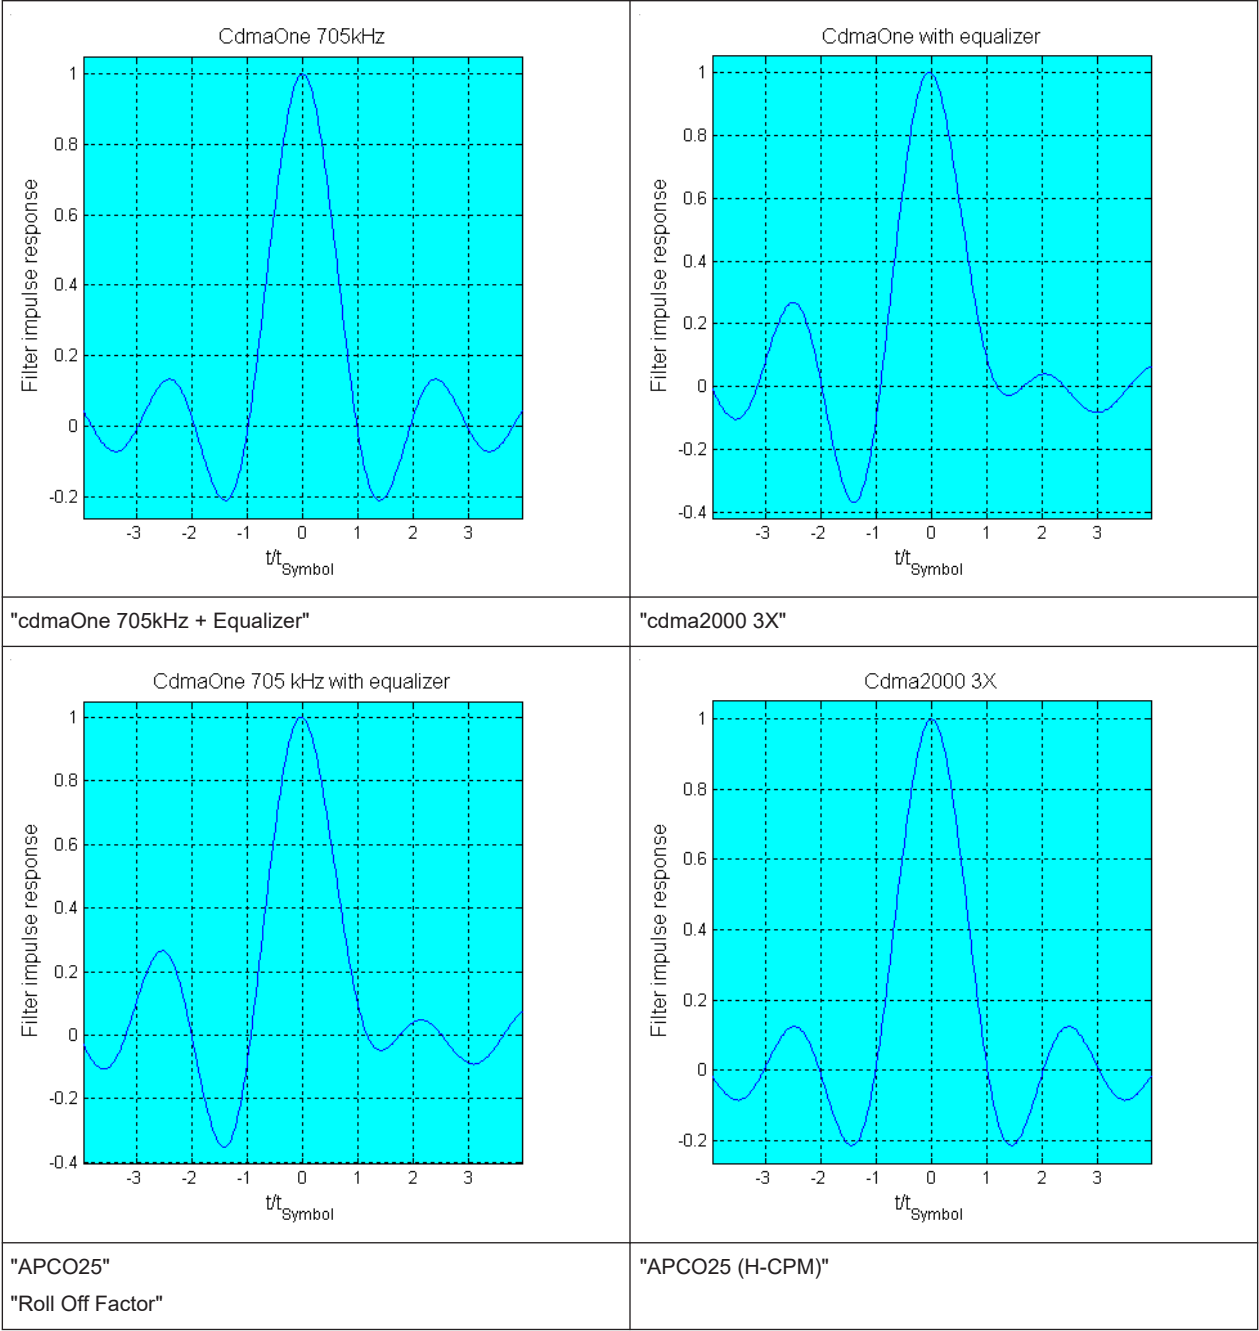 CdmaOne 705kHz
1
0.8
0.6
0.4
0.2
0
-0.2
Filter impulse response
-3 -2 -1 0 1 2 3
t/tSymbol
CdmaOne with equalizer
1
0.8
0.6
0.4
0.2
0
-0.2
-0.4
Filter impulse response
-3 -2 -1 0 1 2 3
t/tSymbol
"cdmaOne 705kHz + Equalizer"
"cdma2000 3X"
CdmaOne 705 kHz with equalizer
1
0.8
0.6
0.4
0.2
0
-0.2
-0.4
Filter impulse response
-3 -2 -1 0 1 2 3
t/tSymbol
Cdma2000 3X
1
0.8
0.6
0.4
0.2
0
-0.2
Filter impulse response
-3 -2 -1 0 1 2 3
t/tSymbol
"APCO25"
"Roll Off Factor"
"APCO25 (H-CPM)"